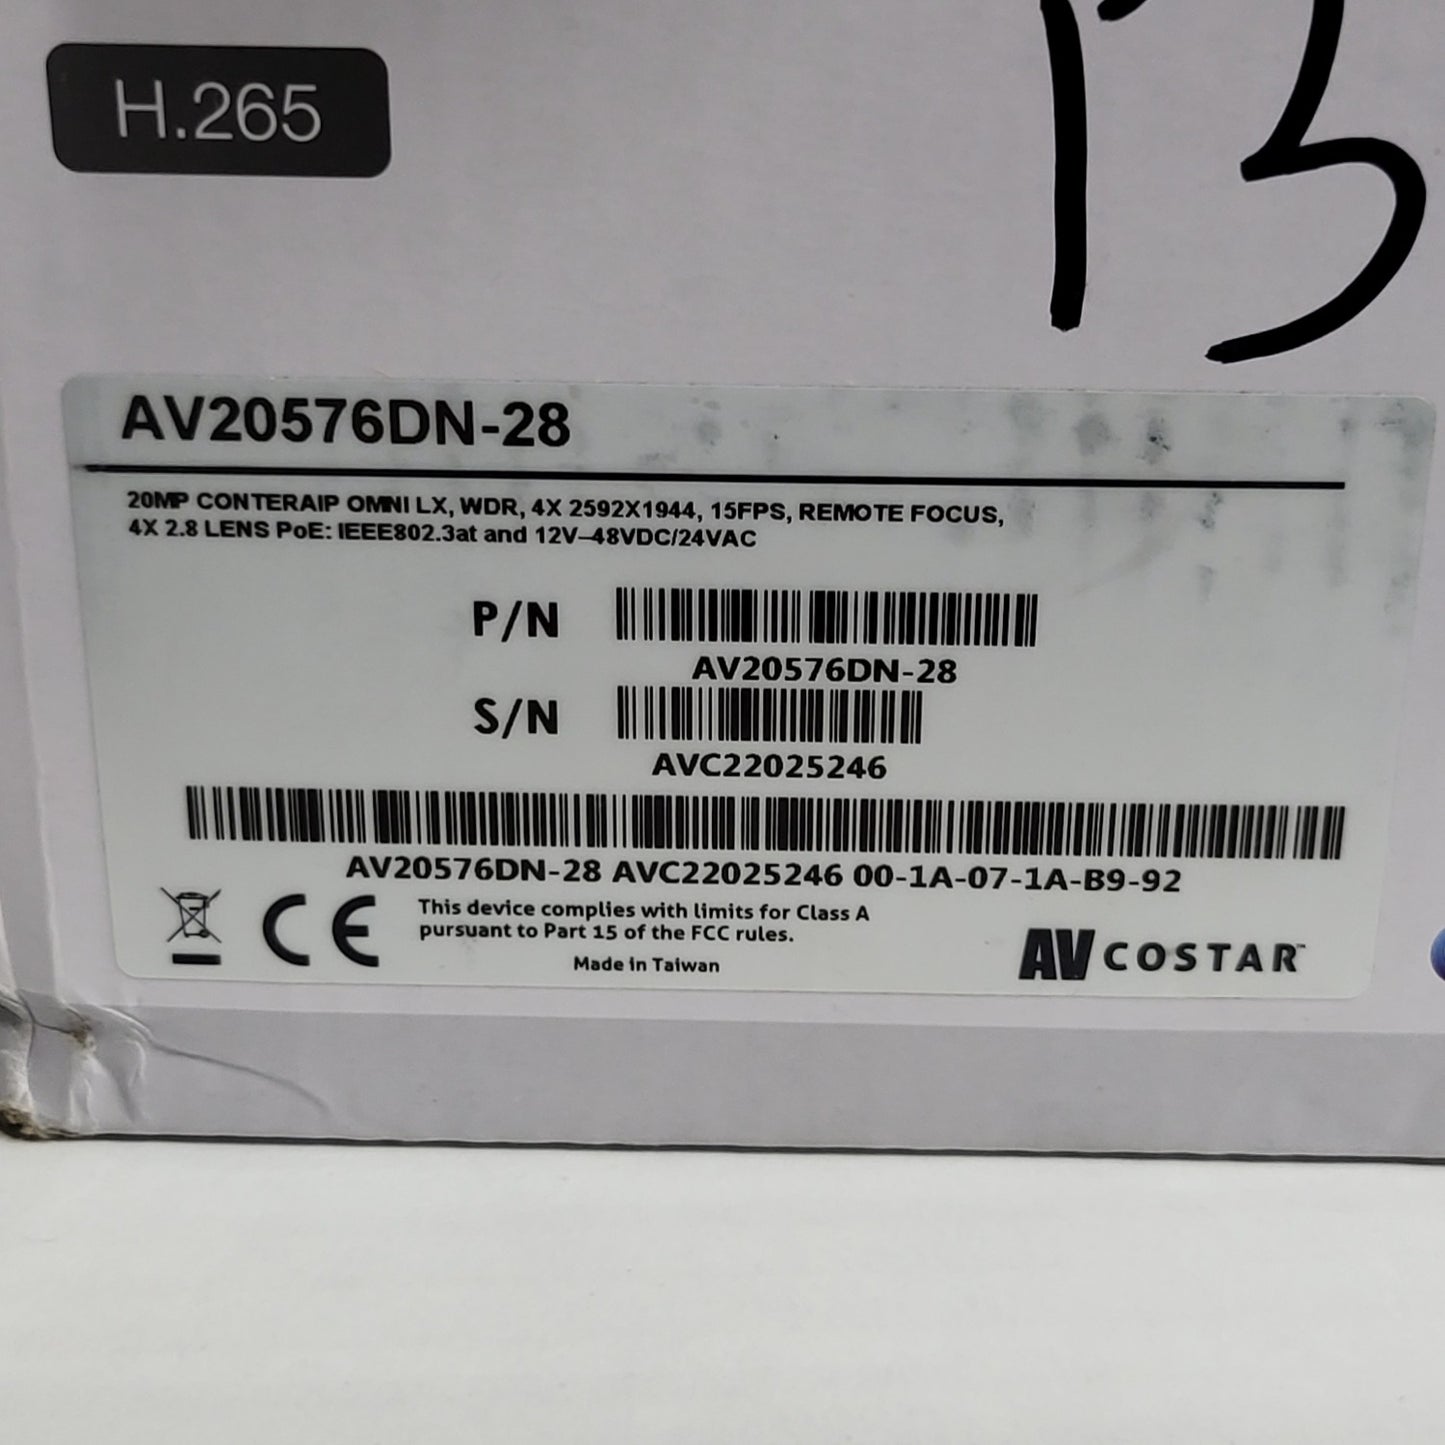 H.265
13
AV20576DN-28
20MP CONTERAIP OMNI LX, WDR, 4X 2592X1944, 15FPS, REMOTE FOCUS,
4X 2.8 LENS PoE: IEEE802.3at and 12V–48VDC/24VAC
P/N
AV20576DN-28
S/N
AVC22025246
AV20576DN-28 AVC22025246 00-1A-07-1A-B9-92
CE
This device complies with limits for Class A
pursuant to Part 15 of the FCC rules.
Made in Taiwan
AV COSTAR™